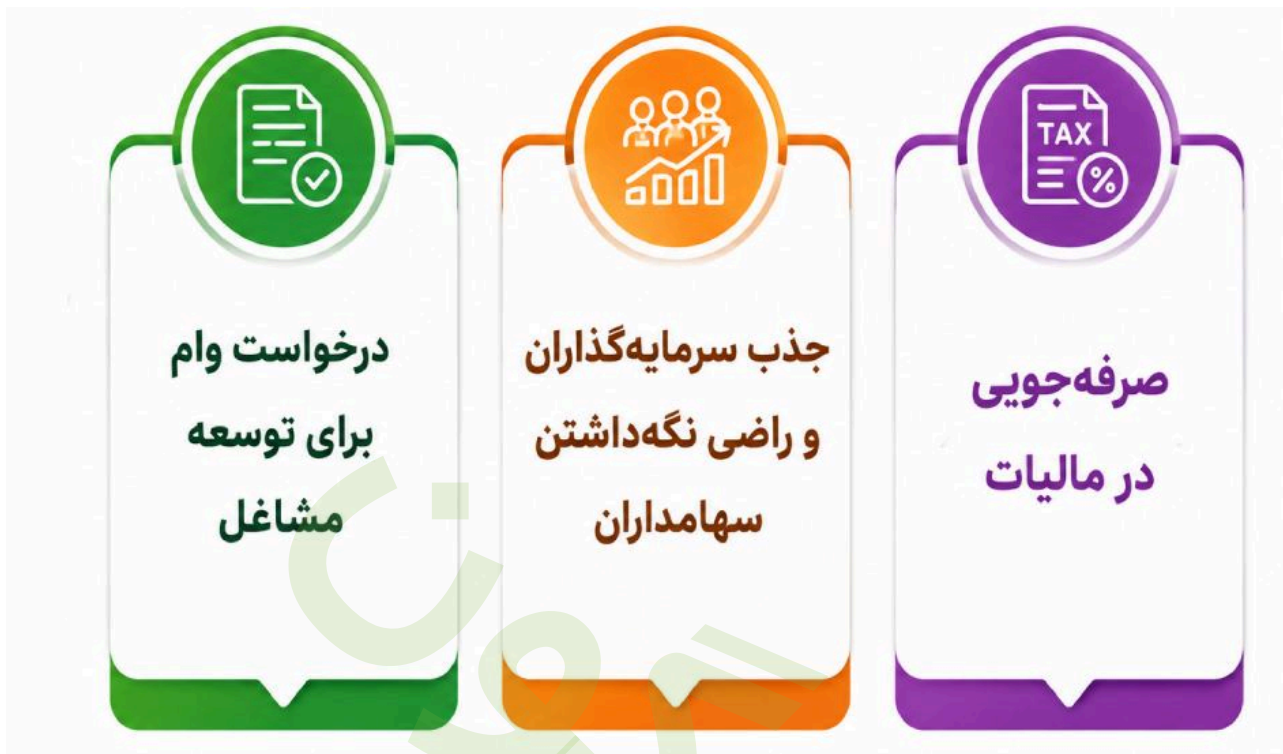 TAX
%
صرفه‌جویی
در مالیات
جذب سرمایه‌گذاران
و راضی نگه‌داشتن
سهامداران
درخواست وام
برای توسعه
مشاغل